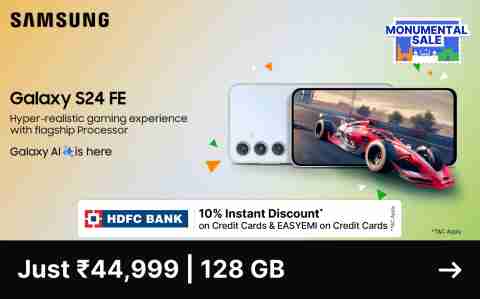 SAMSUNG
MONUMENTAL
SALE
Galaxy S24 FE
Hyper-realistic gaming experience
with flagship Processor
Galaxy AI is here
HDFC BANK
10% Instant Discount*
on Credit Cards & EASYEMI on Credit Cards
*T&C Apply
*T&C Apply
Just ₹44,999 | 128 GB